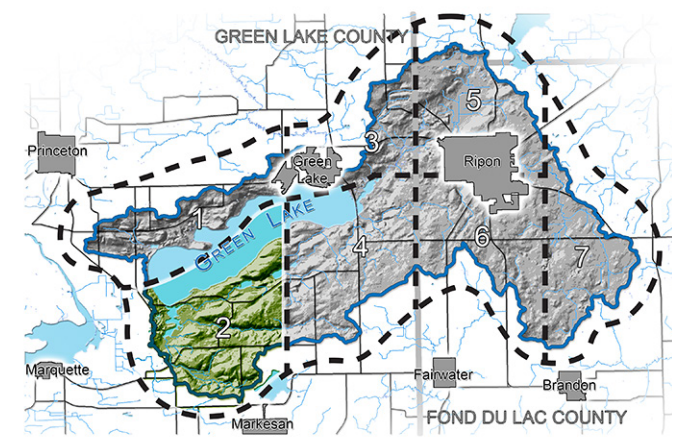 GREEN LAKE COUNTY
5
3
Princeton
Green
Lake
Ripon
1
GREEN LAKE
4
6
7
2
Marquette
Fairwater
Brandon
Markesan
FOND DU LAC COUNTY